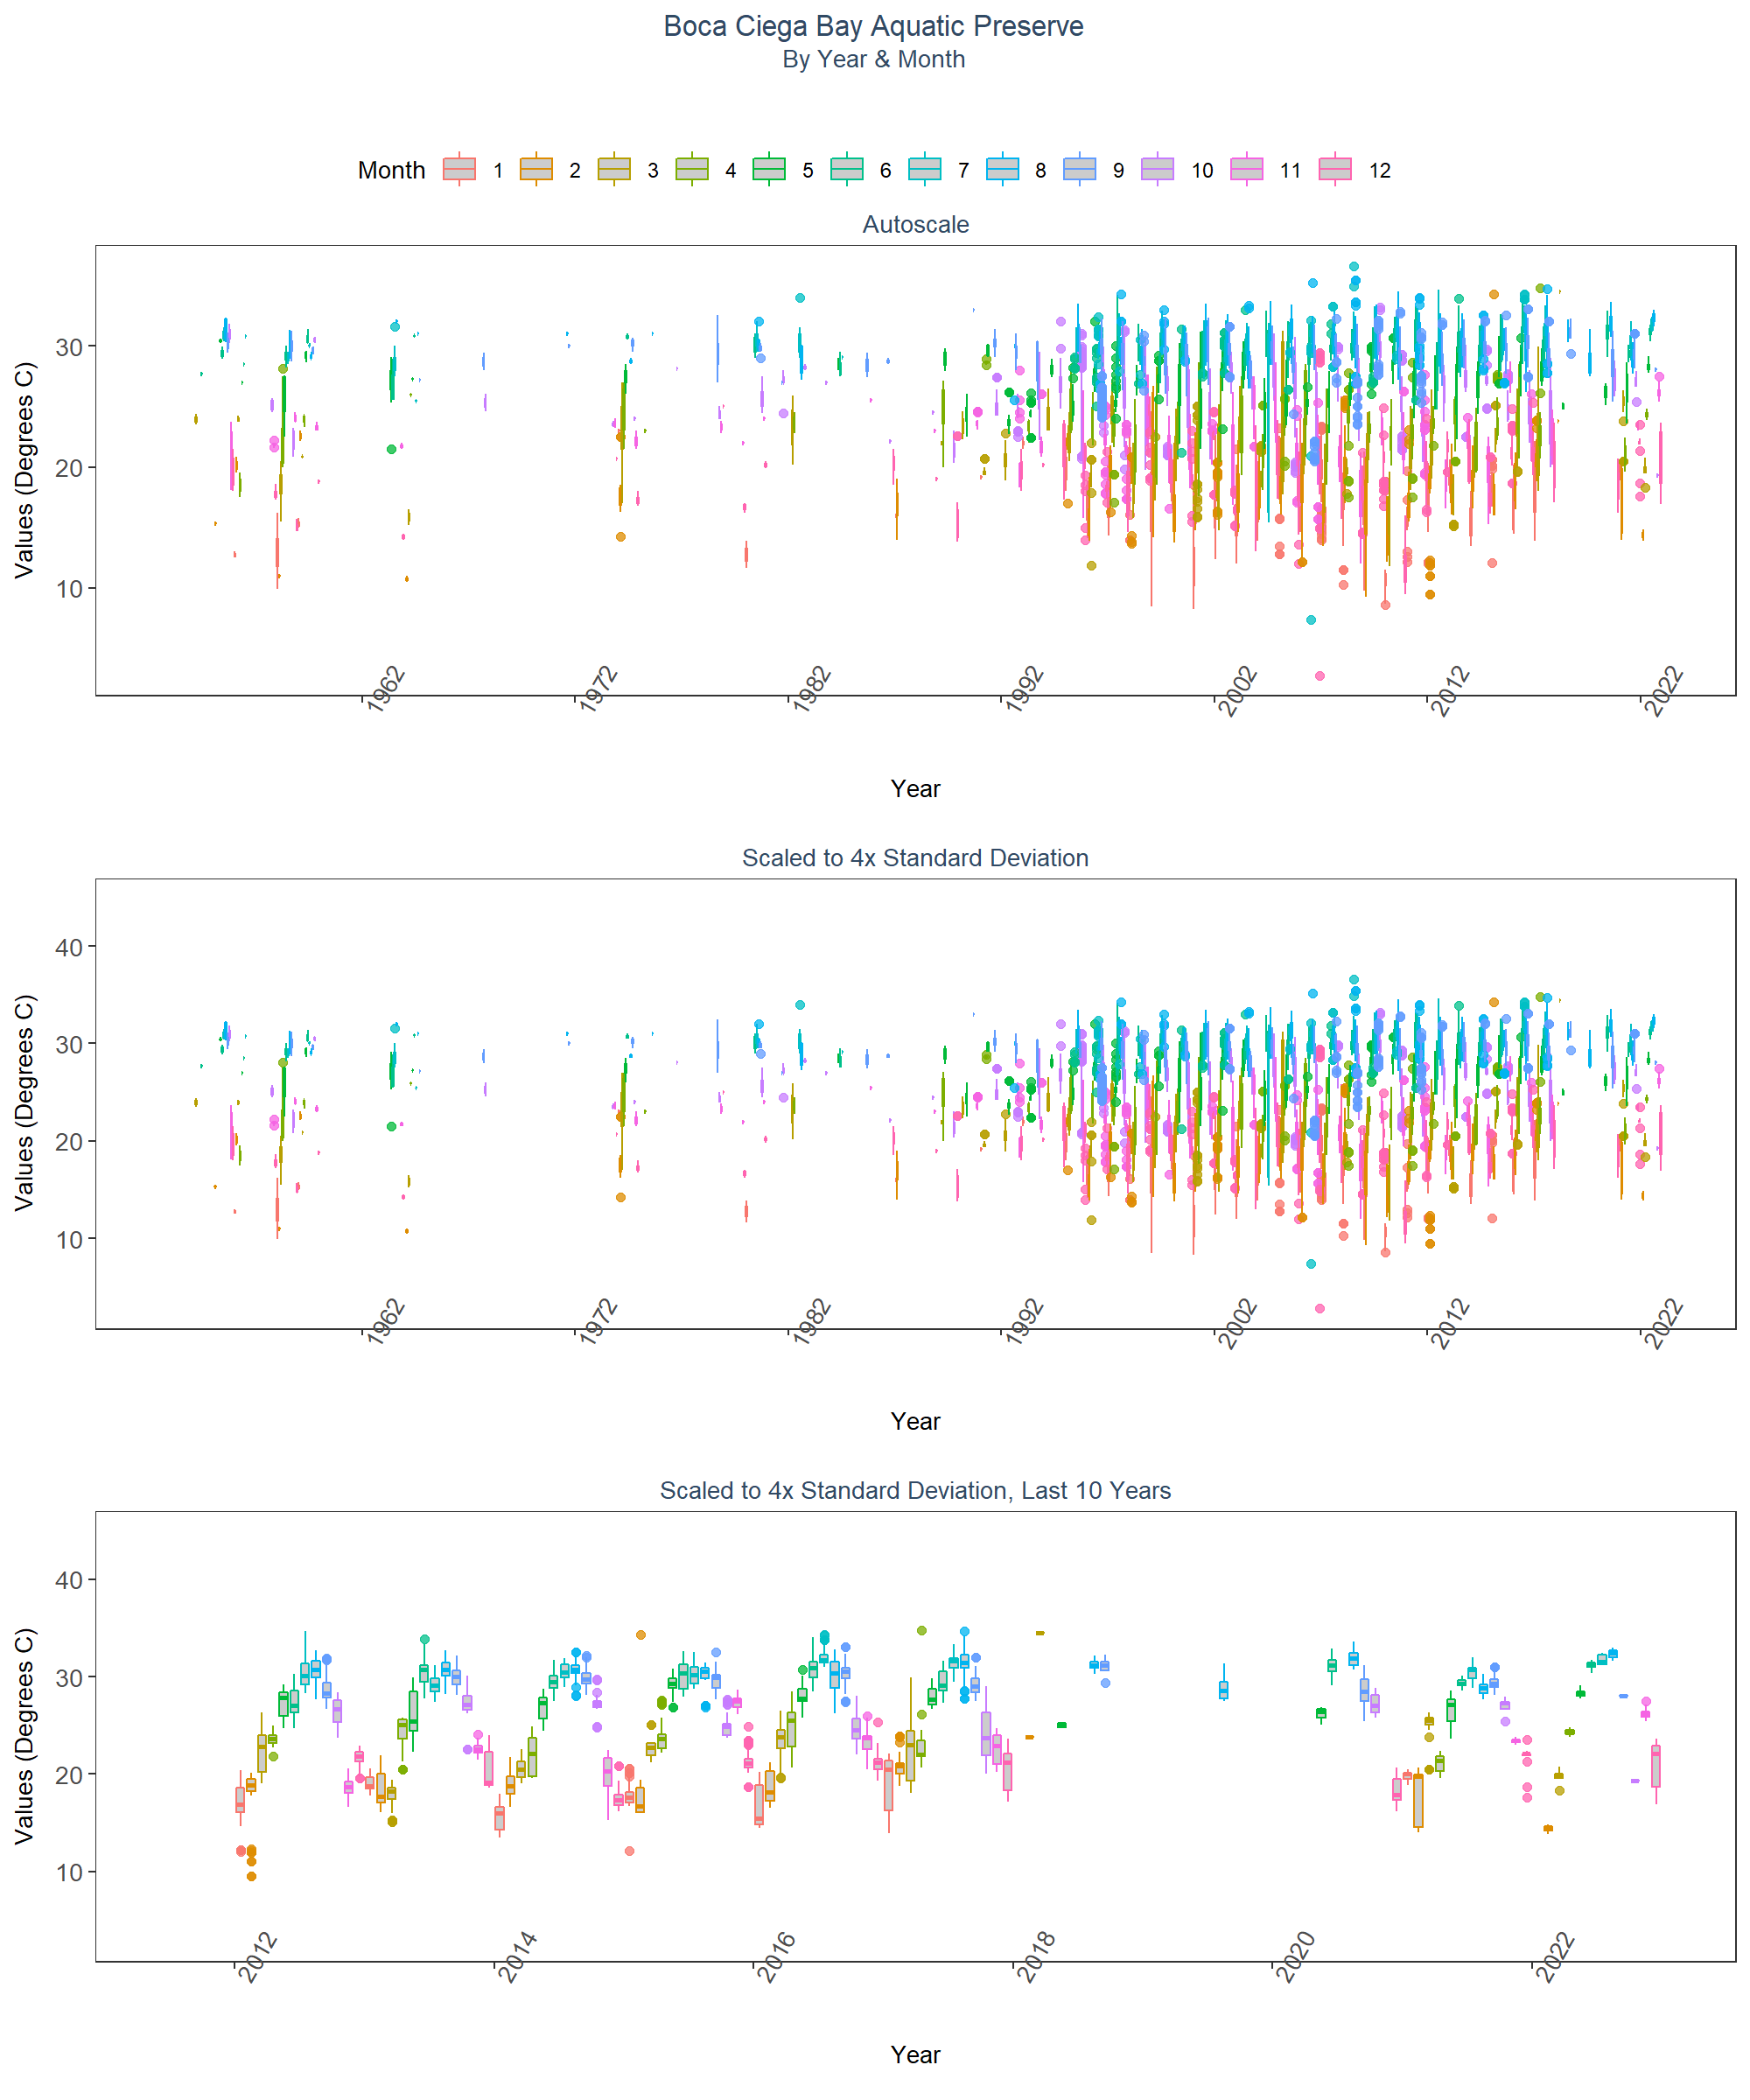 Boca Ciega Bay Aquatic Preserve
By Year & Month
Month 1 2 3 4 5 6 7 8 9 10 11 12
Autoscale
Values (Degrees C)
30
20
10
1962 1972 1982 1992 2002 2012 2022
Year
Scaled to 4x Standard Deviation
Values (Degrees C)
40
30
20
10
1962 1972 1982 1992 2002 2012 2022
Year
Scaled to 4x Standard Deviation, Last 10 Years
Values (Degrees C)
40
30
20
10
2012 2014 2016 2018 2020 2022
Year